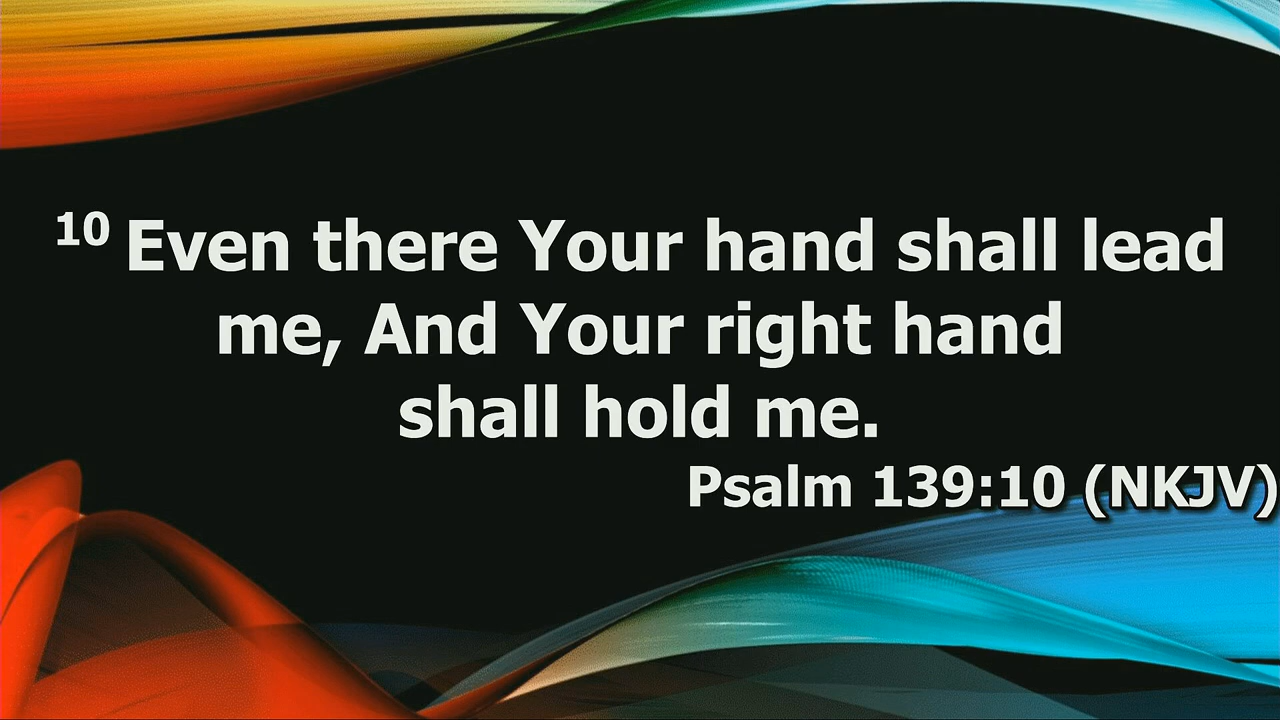 10 Even there Your hand shall lead
me, And Your right hand
shall hold me.
Psalm 139:10 (NKJV)